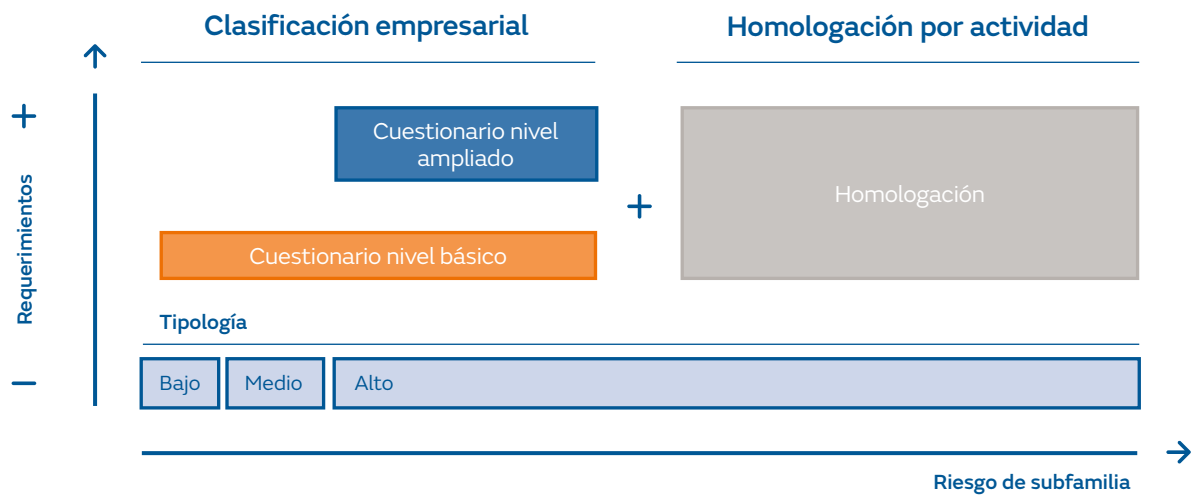 Clasificación empresarial
Homologación por actividad
+
Requerimientos
−
Cuestionario nivel
ampliado
+
Homologación
Cuestionario nivel básico
Tipología
Bajo
Medio
Alto
Riesgo de subfamilia